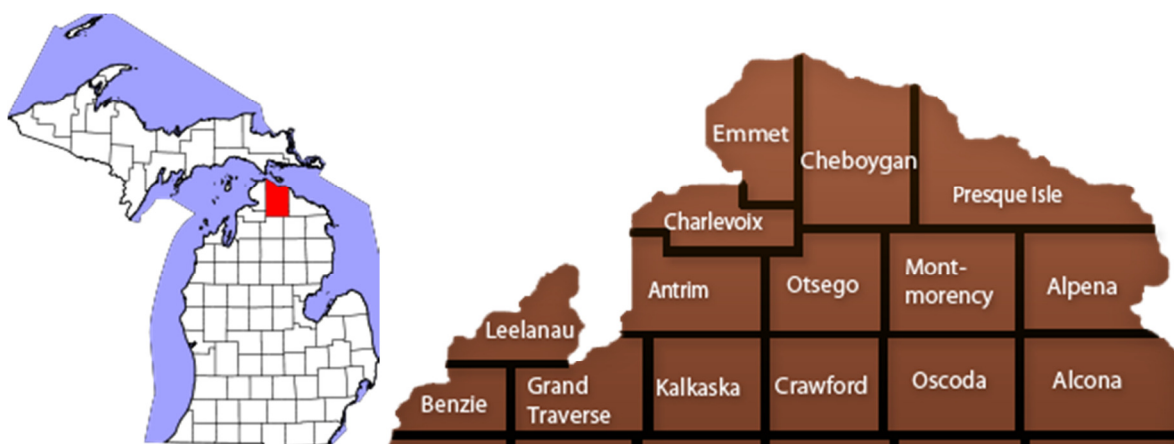 Emmet
Cheboygan
Presque Isle
Charlevoix
Antrim
Otsego
Mont-
morency
Alpena
Leelanau
Benzie
Grand
Traverse
Kalkaska
Crawford
Oscoda
Alcona